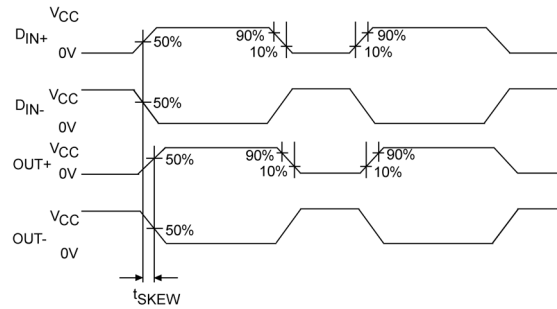 VCC
DIN+
0V
50%
90%
10%
10%
90%
DIN-
VCC
0V
50%
OUT+
VCC
0V
50%
90%
10%
10%
90%
VCC
OUT-
0V
50%
tSKEW